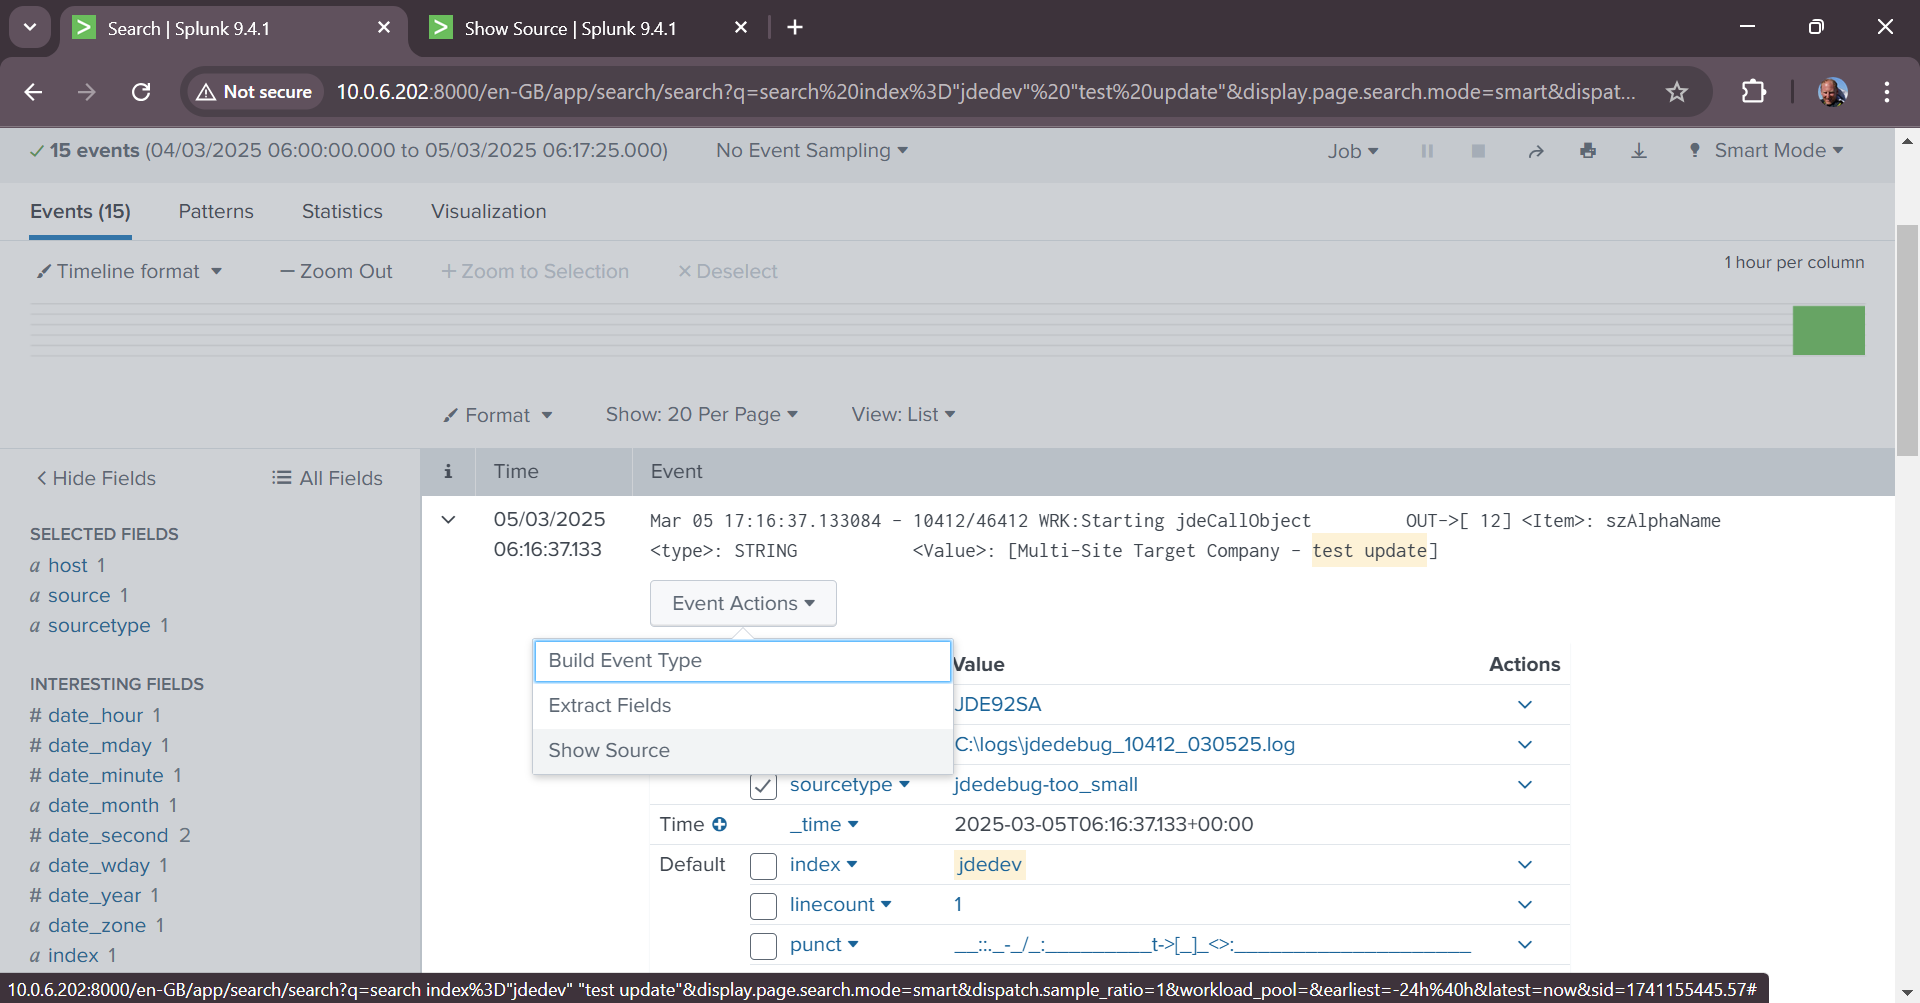 Search | Splunk 9.4.1
Show Source | Splunk 9.4.1
Not secure
10.0.6.202:8000/en-GB/app/search/search?q=search%20index%3D"jdedev"%20"test%20update"&display.page.search.mode=smart&dispat...
15 events (04/03/2025 06:00:00.000 to 05/03/2025 06:17:25.000)
No Event Sampling
Job
Smart Mode
Events (15)
Patterns
Statistics
Visualization
Timeline format
Zoom Out
+ Zoom to Selection
× Deselect
1 hour per column
Format
Show: 20 Per Page
View: List
< Hide Fields
All Fields
i
Time
Event
SELECTED FIELDS
a host 1
a source 1
a sourcetype 1
INTERESTING FIELDS
# date_hour 1
# date_mday 1
# date_minute 1
a date_month 1
# date_second 2
a date_wday 1
# date_year 1
a date_zone 1
a index 1
05/03/2025
06:16:37.133
Mar 05 17:16:37.133084 - 10412/46412 WRK:Starting jdeCallObject OUT->[ 12] <Item>: szAlphaName
<type>: STRING <Value>: [Multi-Site Target Company - test update]
Event Actions
Build Event Type
Extract Fields
Show Source
Value
Actions
JDE92SA
C:\logs\jdedebug_10412_030525.log
sourcetype
jdedebug-too_small
Time
_time
2025-03-05T06:16:37.133+00:00
Default
index
jdedev
linecount
1
punct
__::._-_/_:__________t->[_]_<>:______________________
10.0.6.202:8000/en-GB/app/search/search?q=search index%3D"jdedev" "test update"&display.page.search.mode=smart&dispatch.sample_ratio=1&workload_pool=&earliest=-24h%40h&latest=now&sid=1741155445.57#